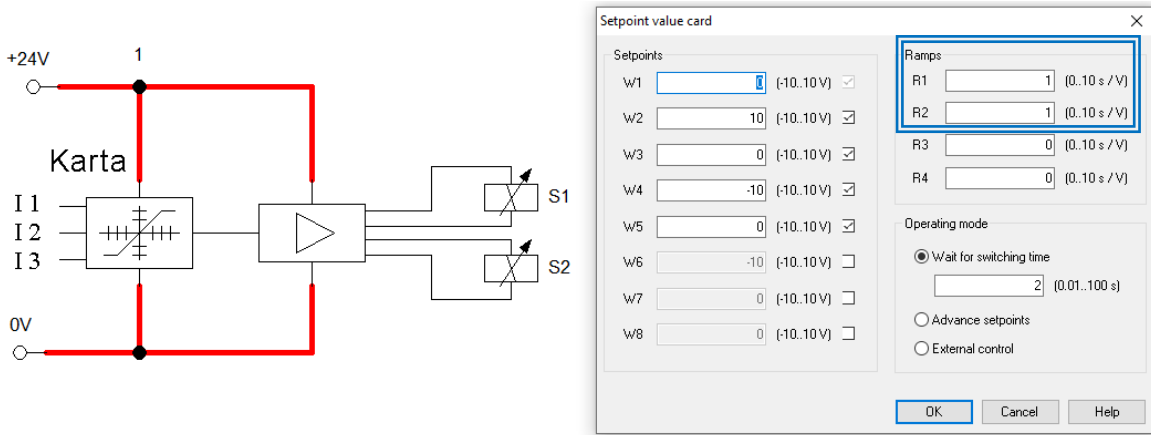 +24V
1
Karta
I 1
I 2
I 3
S1
S2
0V
Setpoint value card
Setpoints
W1 0 (-10..10 V)
W2 10 (-10..10 V)
W3 0 (-10..10 V)
W4 -10 (-10..10 V)
W5 0 (-10..10 V)
W6 -10 (-10..10 V)
W7 0 (-10..10 V)
W8 0 (-10..10 V)
Ramps
R1 1 (0..10 s / V)
R2 1 (0..10 s / V)
R3 0 (0..10 s / V)
R4 0 (0..10 s / V)
Operating mode
Wait for switching time
2 (0.01..100 s)
Advance setpoints
External control
OK Cancel Help